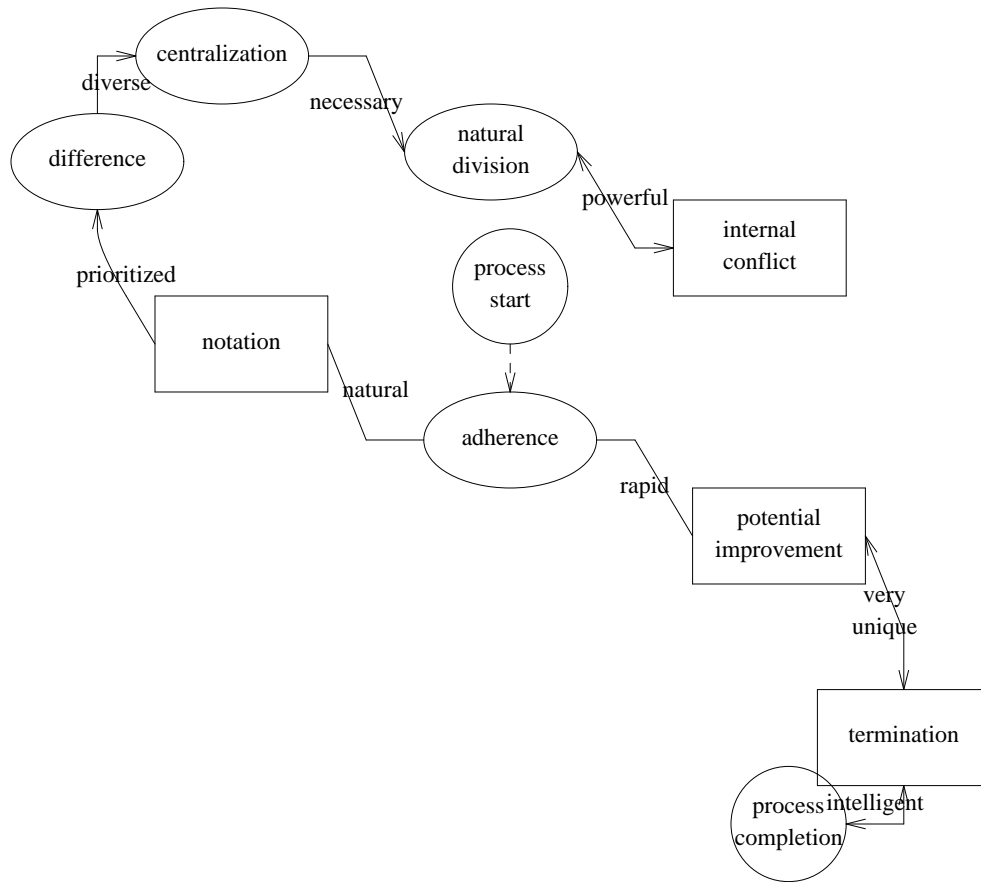 centralization
diverse
necessary
natural
division
difference
powerful
internal
conflict
process
start
prioritized
notation
natural
adherence
rapid
potential
improvement
very
unique
termination
process
intelligent
completion